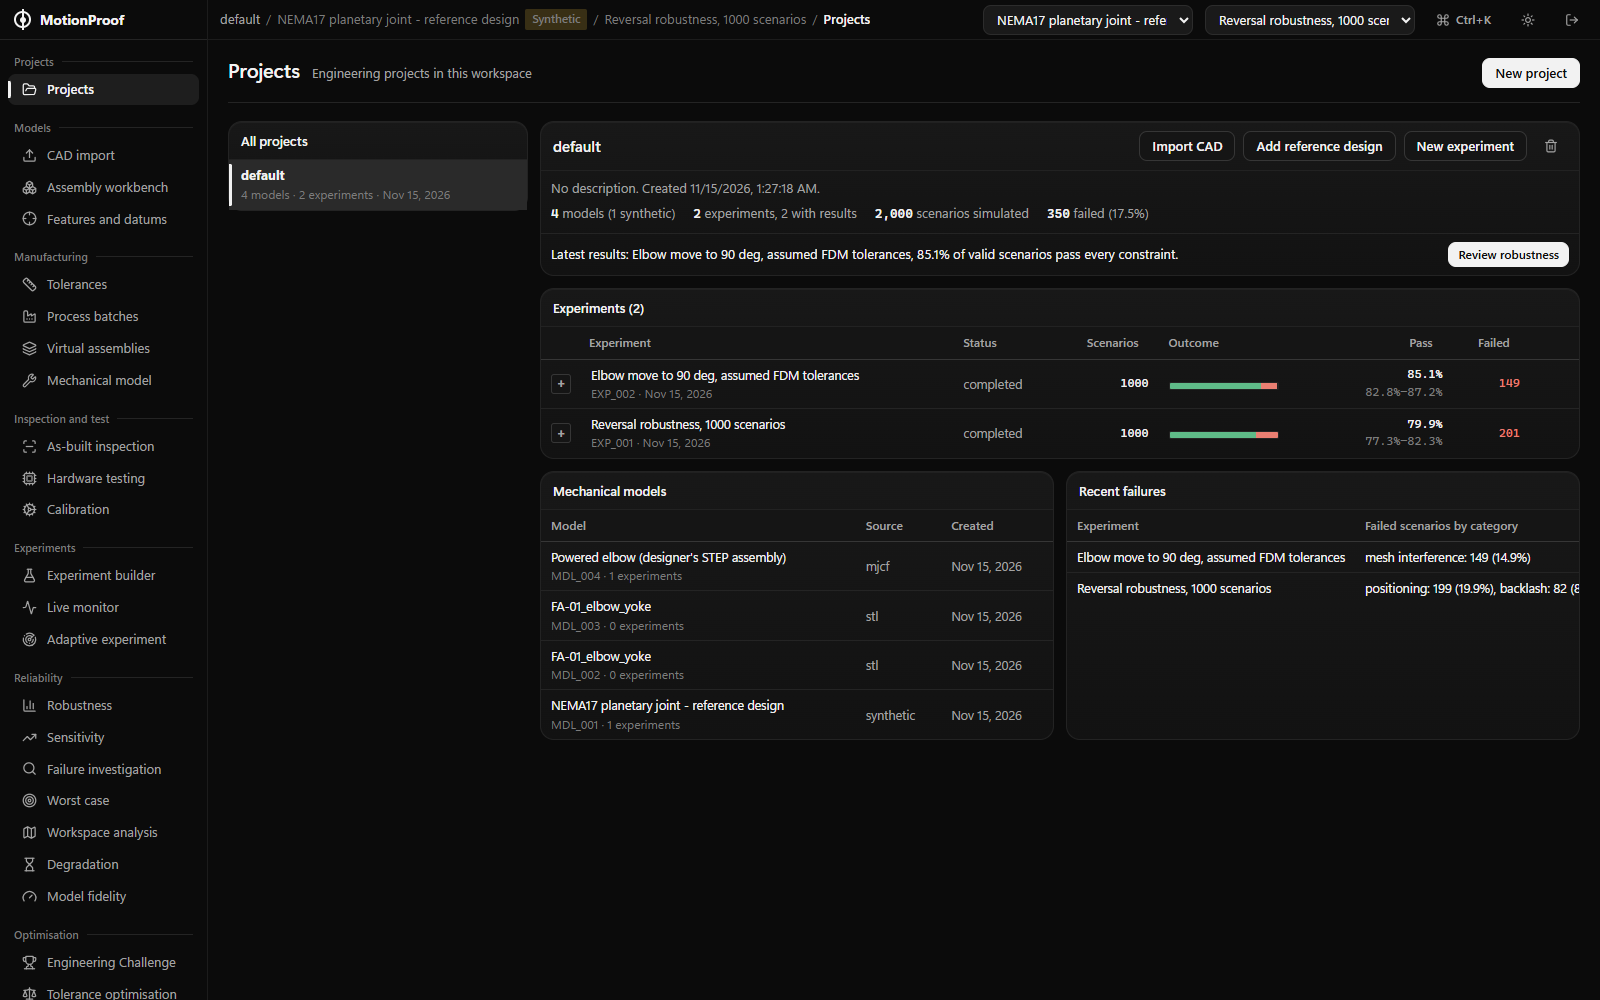 MotionProof
default / NEMA17 planetary joint - reference design Synthetic / Reversal robustness, 1000 scenarios / Projects
NEMA17 planetary joint - refe
Reversal robustness, 1000 scer
Ctrl+K
Projects
Projects
Models
CAD import
Assembly workbench
Features and datums
Manufacturing
Tolerances
Process batches
Virtual assemblies
Mechanical model
Inspection and test
As-built inspection
Hardware testing
Calibration
Experiments
Experiment builder
Live monitor
Adaptive experiment
Reliability
Robustness
Sensitivity
Failure investigation
Worst case
Workspace analysis
Degradation
Model fidelity
Optimisation
Engineering Challenge
Tolerance optimisation
Projects Engineering projects in this workspace
New project
All projects
default
4 models · 2 experiments · Nov 15, 2026
default
Import CAD
Add reference design
New experiment
No description. Created 11/15/2026, 1:27:18 AM.
4 models (1 synthetic) 2 experiments, 2 with results 2,000 scenarios simulated 350 failed (17.5%)
Latest results: Elbow move to 90 deg, assumed FDM tolerances, 85.1% of valid scenarios pass every constraint.
Review robustness
Experiments (2)
Experiment Status Scenarios Outcome Pass Failed
+ Elbow move to 90 deg, assumed FDM tolerances completed 1000 85.1% 149
EXP_002 · Nov 15, 2026 82.8%–87.2%
+ Reversal robustness, 1000 scenarios completed 1000 79.9% 201
EXP_001 · Nov 15, 2026 77.3%–82.3%
Mechanical models
Model Source Created
Powered elbow (designer's STEP assembly) mjcf Nov 15, 2026
MDL_004 · 1 experiments
FA-01_elbow_yoke stl Nov 15, 2026
MDL_003 · 0 experiments
FA-01_elbow_yoke stl Nov 15, 2026
MDL_002 · 0 experiments
NEMA17 planetary joint - reference design synthetic Nov 15, 2026
MDL_001 · 1 experiments
Recent failures
Experiment Failed scenarios by category
Elbow move to 90 deg, assumed FDM tolerances mesh interference: 149 (14.9%)
Reversal robustness, 1000 scenarios positioning: 199 (19.9%), backlash: 82 (8